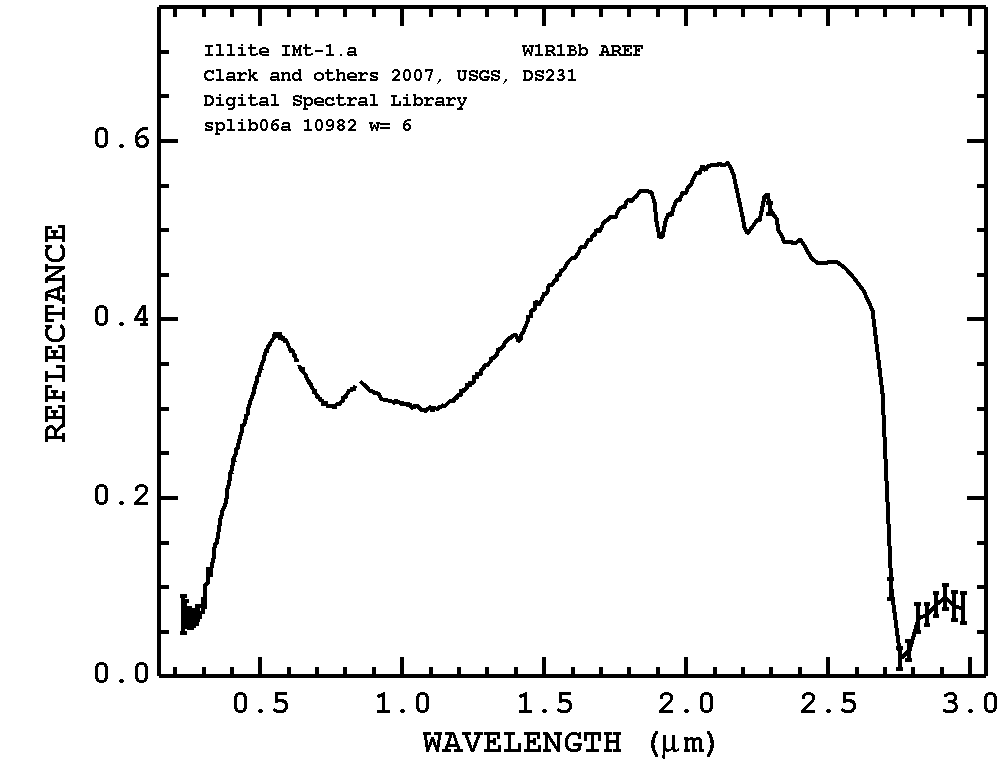 Illite IMt-1.a W1R1Bb AREF
Clark and others 2007, USGS, DS231
Digital Spectral Library
splib06a 10982 w= 6
REFLECTANCE
0.6
0.4
0.2
0.0
0.5 1.0 1.5 2.0 2.5 3.0
WAVELENGTH (μm)